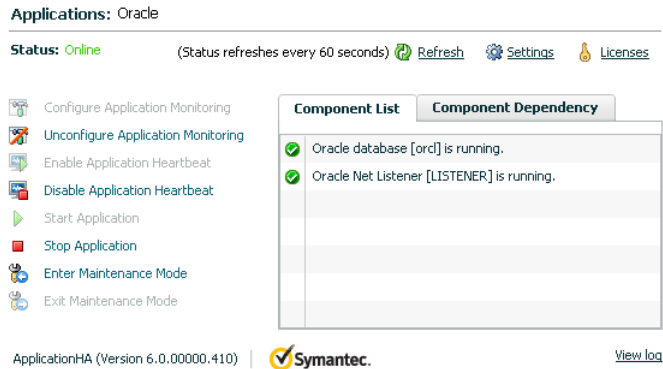 Applications: Oracle
Status: Online (Status refreshes every 60 seconds) Refresh Settings Licenses
Configure Application Monitoring
Unconfigure Application Monitoring
Enable Application Heartbeat
Disable Application Heartbeat
Start Application
Stop Application
Enter Maintenance Mode
Exit Maintenance Mode
Component List Component Dependency
Oracle database [orcl] is running.
Oracle Net Listener [LISTENER] is running.
ApplicationHA (Version 6.0.00000.410) Symantec. View log